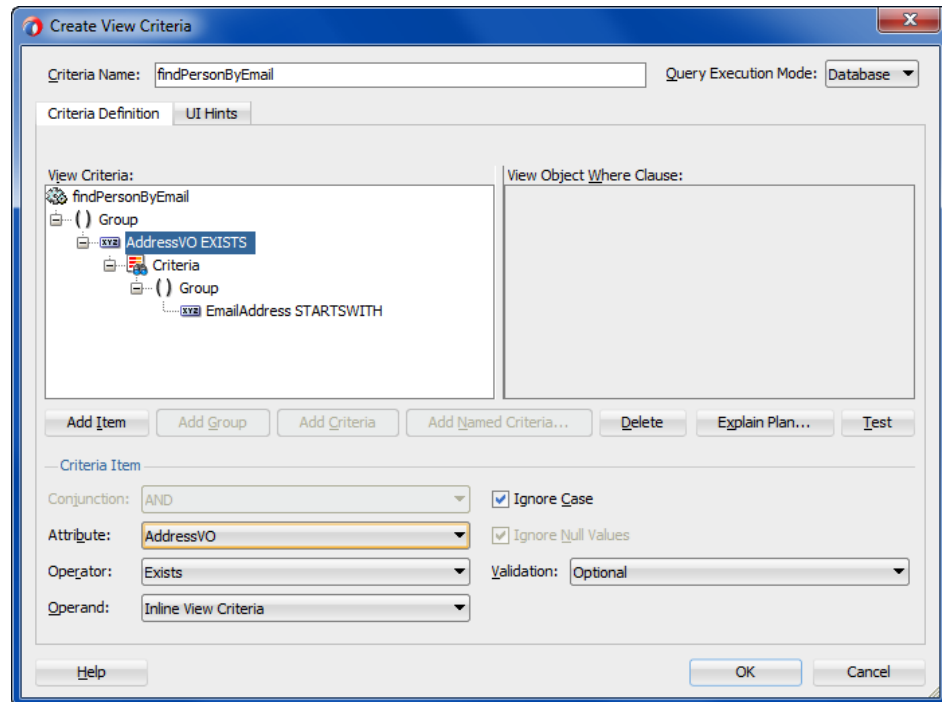 Create View Criteria
Criteria Name: findPersonByEmail Query Execution Mode: Database
Criteria Definition UI Hints
View Criteria: View Object Where Clause:
findPersonByEmail
( ) Group
XYZ AddressVO EXISTS
Criteria
( ) Group
XYZ EmailAddress STARTSWITH
Add Item Add Group Add Criteria Add Named Criteria... Delete Explain Plan... Test
Criteria Item
Conjunction: AND Ignore Case
Attribute: AddressVO Ignore Null Values
Operator: Exists Validation: Optional
Operand: Inline View Criteria
Help OK Cancel